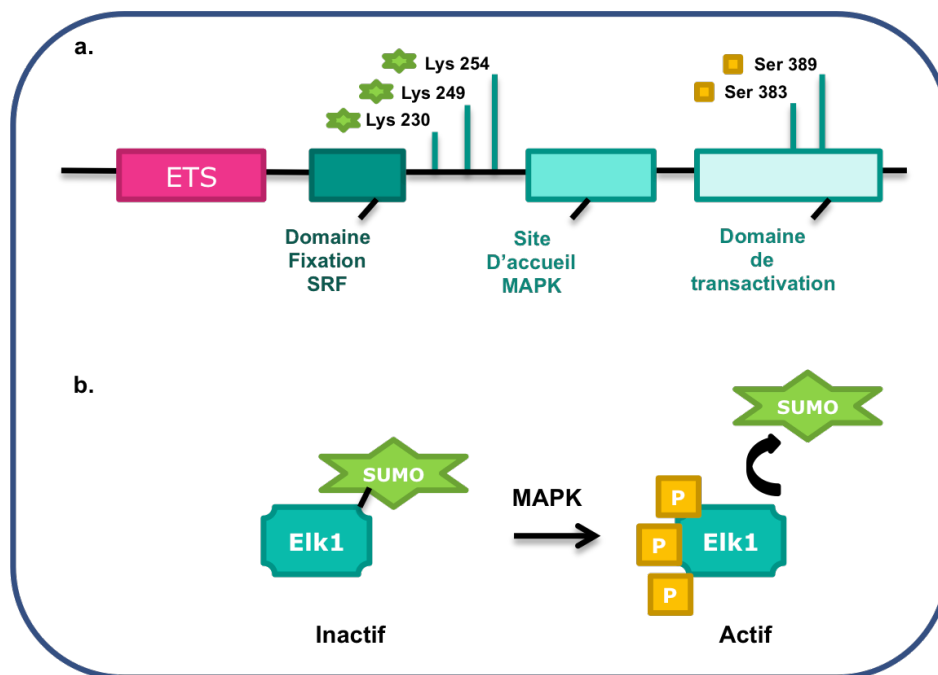 a.
Lys 254
Lys 249
Lys 230
Ser 389
Ser 383
ETS
Domaine
Fixation
SRF
Site
D'accueil
MAPK
Domaine
de
transactivation
b.
SUMO
Elk1
Inactif
MAPK
SUMO
P
P
P
Elk1
Actif